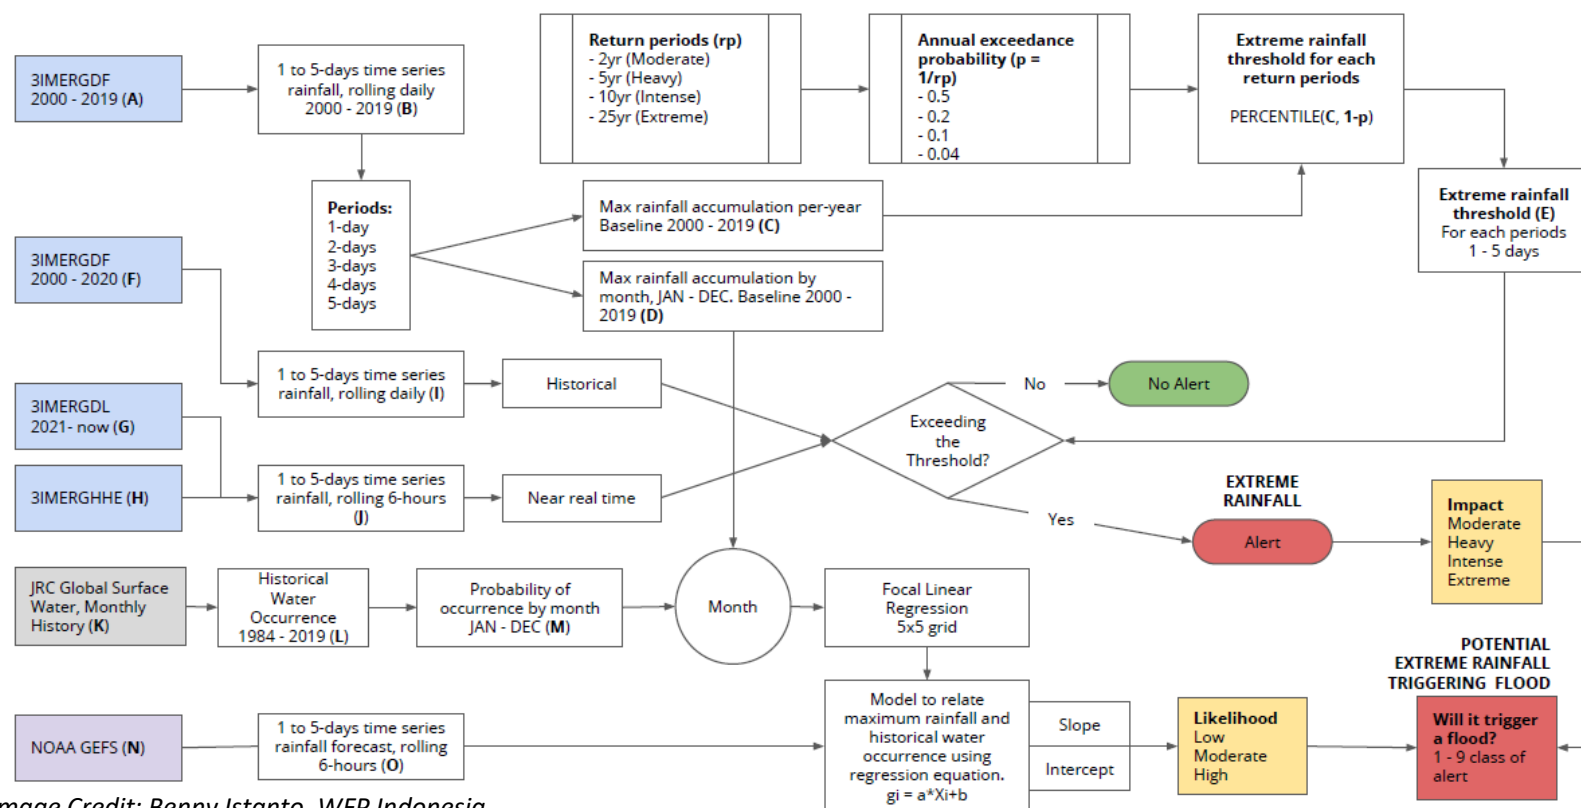 3IMERGDF
2000 - 2019 (A)
1 to 5-days time series
rainfall, rolling daily
2000 - 2019 (B)
Return periods (rp)
- 2yr (Moderate)
- 5yr (Heavy)
- 10yr (Intense)
- 25yr (Extreme)
Annual exceedance
probability (p =
1/rp)
- 0.5
- 0.2
- 0.1
- 0.04
Extreme rainfall
threshold for each
return periods
PERCENTILE(C, 1-p)
Periods:
1-day
2-days
3-days
4-days
5-days
Max rainfall accumulation per-year
Baseline 2000 - 2019 (C)
Max rainfall accumulation by
month, JAN - DEC. Baseline 2000 -
2019 (D)
Extreme rainfall
threshold (E)
For each periods
1 - 5 days
3IMERGDF
2000 - 2020 (F)
1 to 5-days time series
rainfall, rolling daily (I)
Historical
No
No Alert
3IMERGDL
2021- now (G)
Exceeding
the
Threshold?
3IMERGHHE (H)
1 to 5-days time series
rainfall, rolling 6-hours
(J)
Near real time
Yes
EXTREME
RAINFALL
Alert
Impact
Moderate
Heavy
Intense
Extreme
JRC Global Surface
Water, Monthly
History (K)
Historical
Water
Occurrence
1984 - 2019 (L)
Probability of
occurrence by month
JAN - DEC (M)
Month
Focal Linear
Regression
5x5 grid
POTENTIAL
EXTREME RAINFALL
TRIGGERING FLOOD
NOAA GEFS (N)
1 to 5-days time series
rainfall forecast, rolling
6-hours (O)
Model to relate
maximum rainfall and
historical water
occurrence using
regression equation.
gi = a*Xi+b
Slope
Intercept
Likelihood
Low
Moderate
High
Will it trigger
a flood?
1 - 9 class of
alert
mage Credit: Benny Istanto, WFP Indonesia